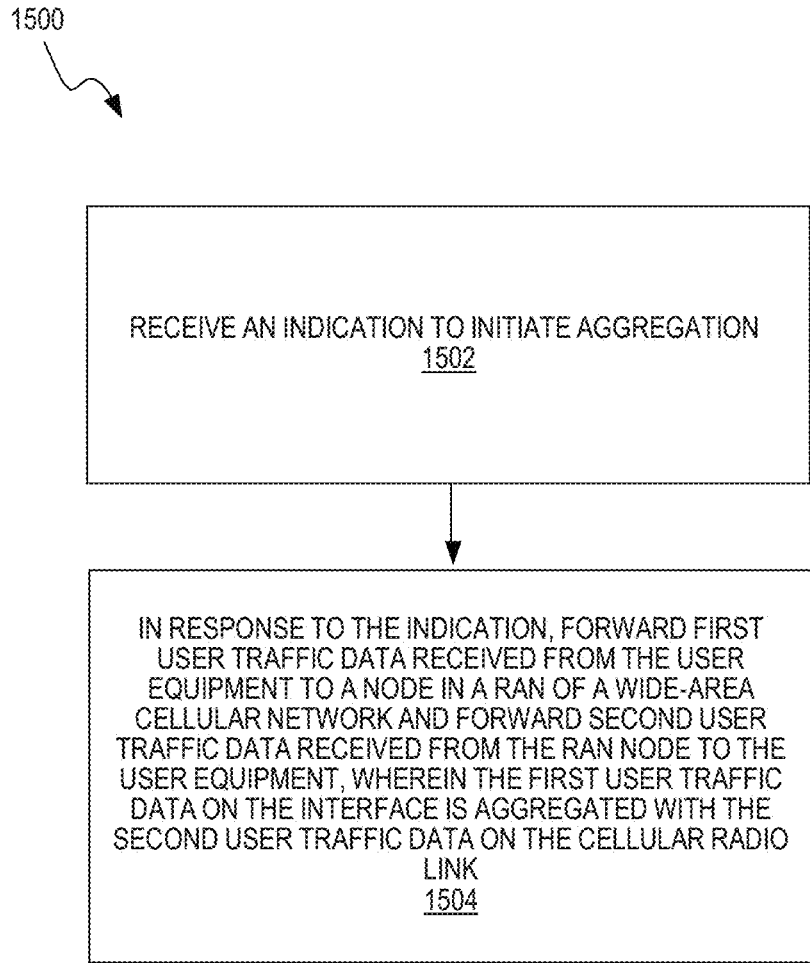 1500
RECEIVE AN INDICATION TO INITIATE AGGREGATION
1502
IN RESPONSE TO THE INDICATION, FORWARD FIRST
USER TRAFFIC DATA RECEIVED FROM THE USER
EQUIPMENT TO A NODE IN A RAN OF A WIDE-AREA
CELLULAR NETWORK AND FORWARD SECOND USER
TRAFFIC DATA RECEIVED FROM THE RAN NODE TO THE
USER EQUIPMENT, WHEREIN THE FIRST USER TRAFFIC
DATA ON THE INTERFACE IS AGGREGATED WITH THE
SECOND USER TRAFFIC DATA ON THE CELLULAR RADIO
LINK
1504